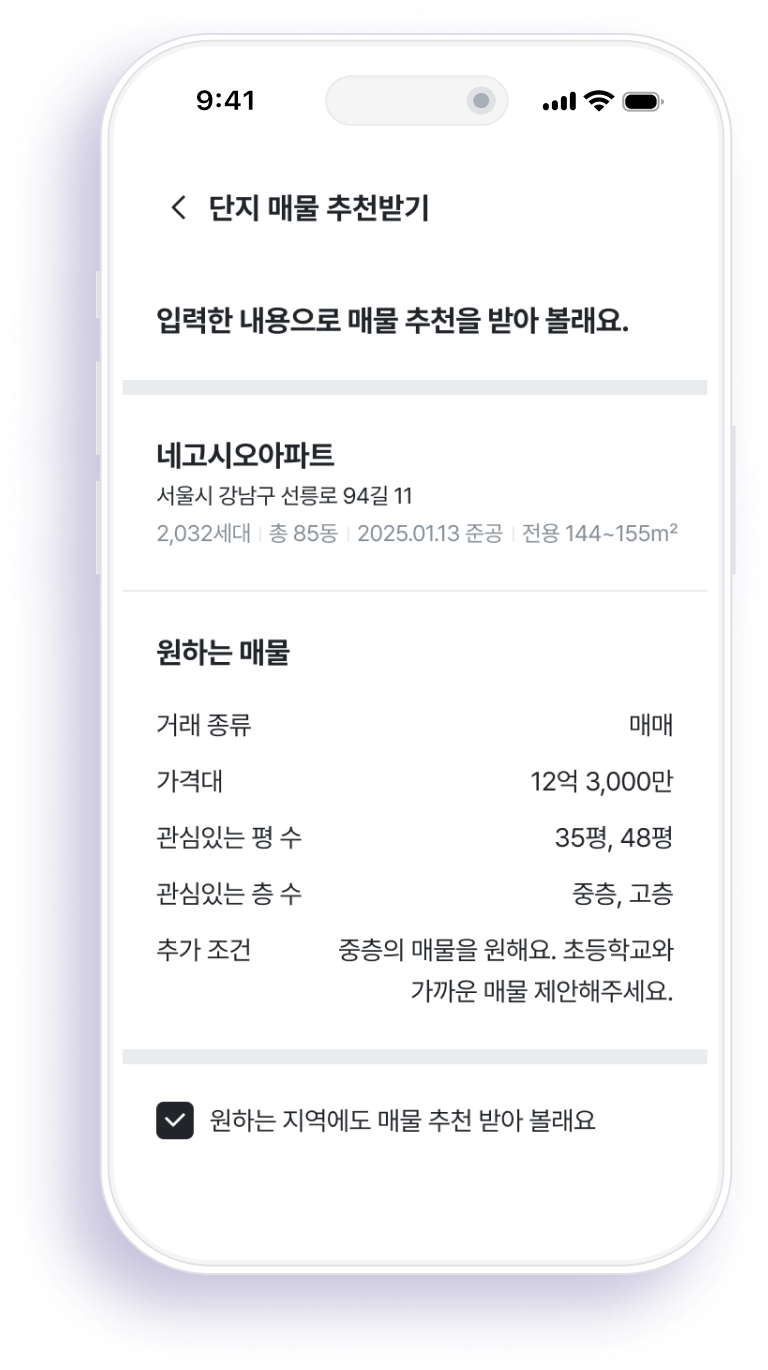 9:41
단지 매물 추천받기
입력한 내용으로 매물 추천을 받아 볼래요.
네고시오아파트
서울시 강남구 선릉로 94길 11
2,032세대 | 총 85동 | 2025.01.13 준공 | 전용 144~155m²
원하는 매물
거래 종류 매매
가격대 12억 3,000만
관심있는 평 수 35평, 48평
관심있는 층 수 중층, 고층
추가 조건 중층의 매물을 원해요. 초등학교와
가까운 매물 제안해주세요.
원하는 지역에도 매물 추천 받아 볼래요